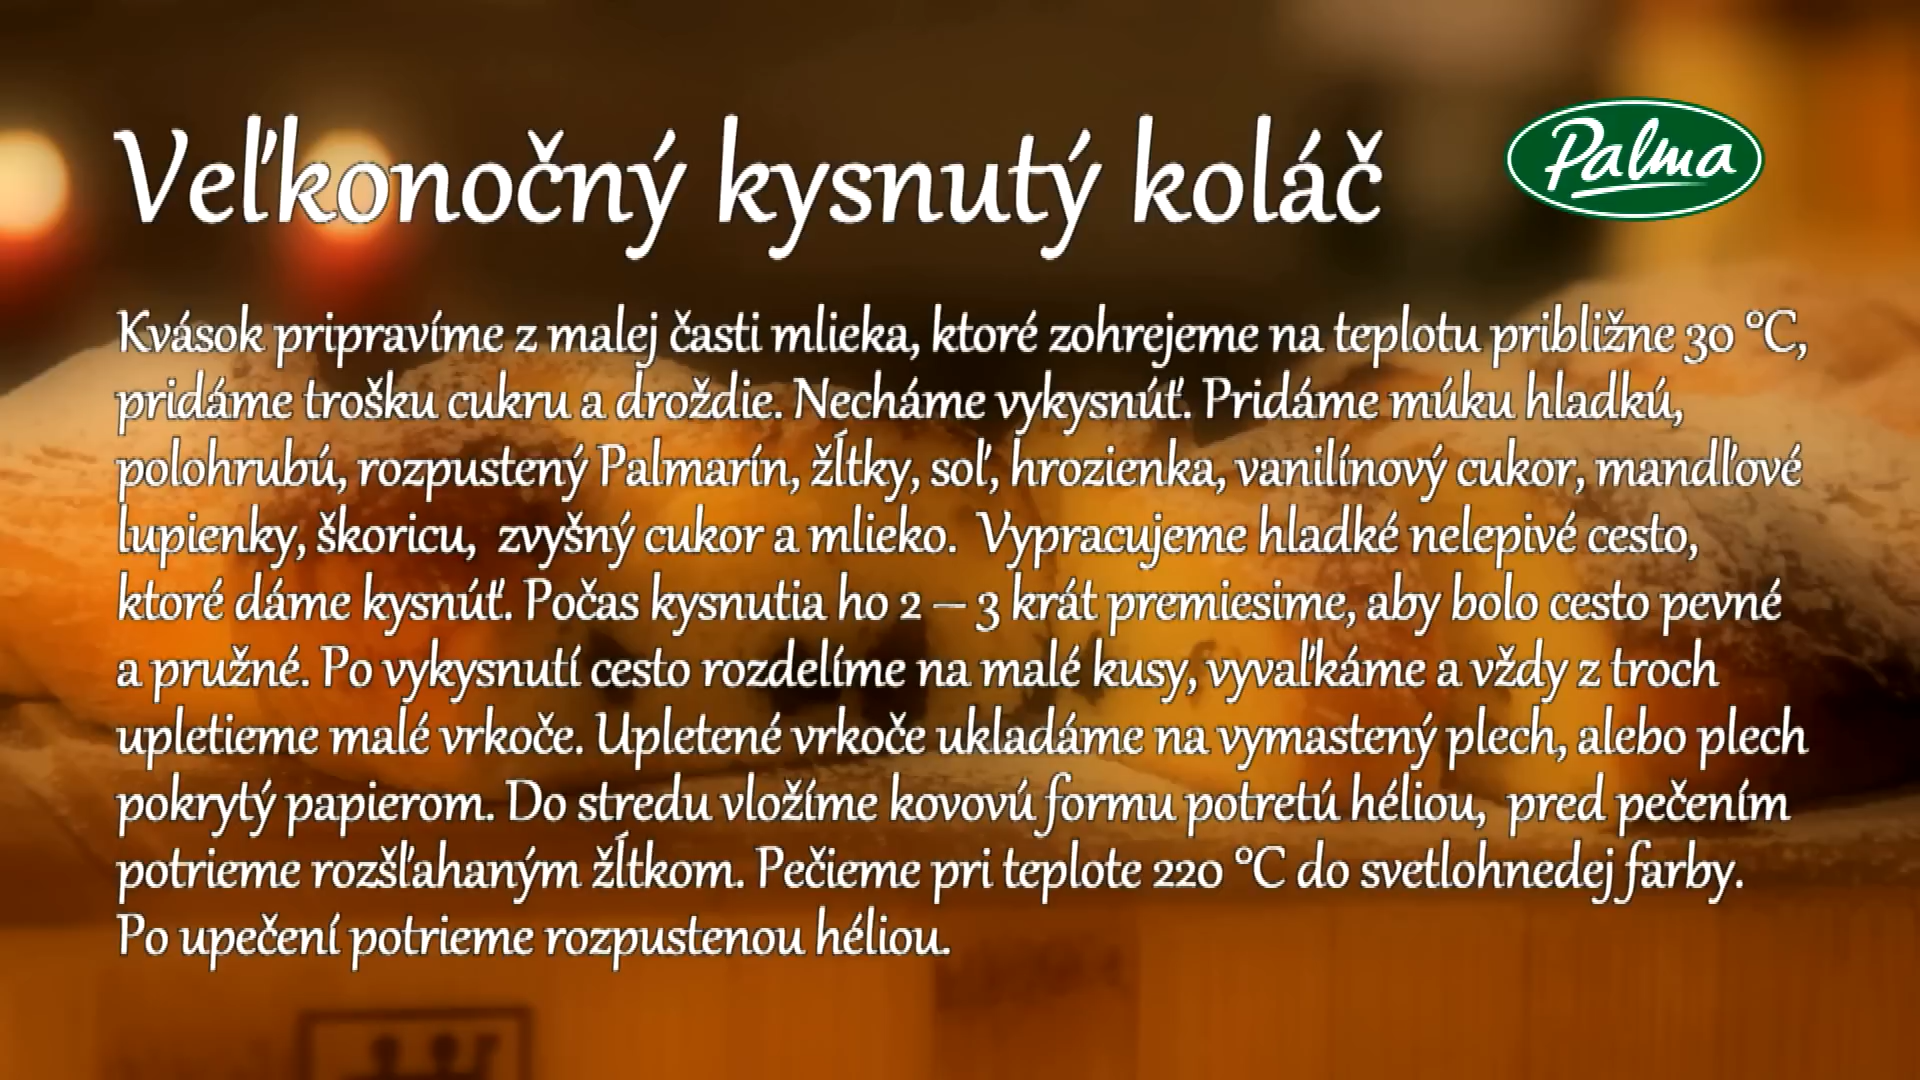 Veľkonočný kysnutý koláč
Palma
Kvások pripravíme z malej časti mlieka, ktoré zohrejeme na teplotu približne 30 °C,
pridáme trošku cukru a droždie. Necháme vykysnúť. Pridáme múku hladkú,
polohrubú, rozpustený Palmarín, žĺtky, soľ, hrozienka, vanilínový cukor, mandľové
lupienky, škoricu,  zvyšný cukor a mlieko.  Vypracujeme hladké nelepivé cesto,
ktoré dáme kysnúť. Počas kysnutia ho 2 – 3 krát premiesime, aby bolo cesto pevné
a pružné. Po vykysnutí cesto rozdelíme na malé kusy, vyvaľkáme a vždy z troch
upletieme malé vrkoče. Upletené vrkoče ukladáme na vymastený plech, alebo plech
pokrytý papierom. Do stredu vložíme kovovú formu potretú héliou,  pred pečením
potrieme rozšľahaným žĺtkom. Pečieme pri teplote 220 °C do svetlohnedej farby.
Po upečení potrieme rozpustenou héliou.